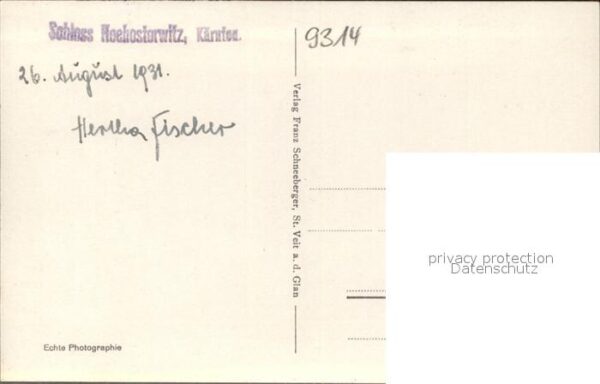 Schloss Hochosterwitz, Kärnten.
26. August 1931.
Hertha Fischer
Echte Photographie
9314
Verlag Franz Schneeberger, St. Veit a. d. Glan
privacy protection
Datenschutz